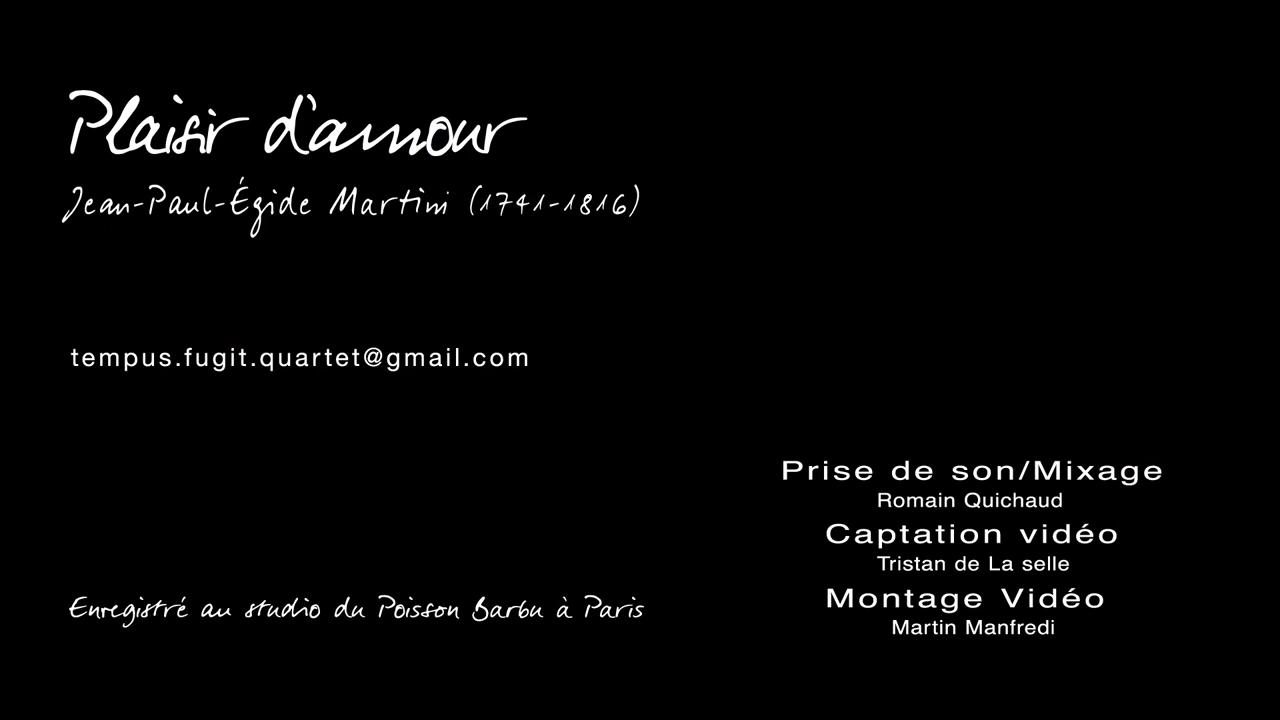 Plaisir d'amour
Jean-Paul-Égide Martini (1741-1816)
tempus.fugit.quartet@gmail.com
Prise de son/Mixage
Romain Quichaud
Captation vidéo
Tristan de La selle
Montage Vidéo
Martin Manfredi
Enregistré au studio du Poisson Barbu à Paris